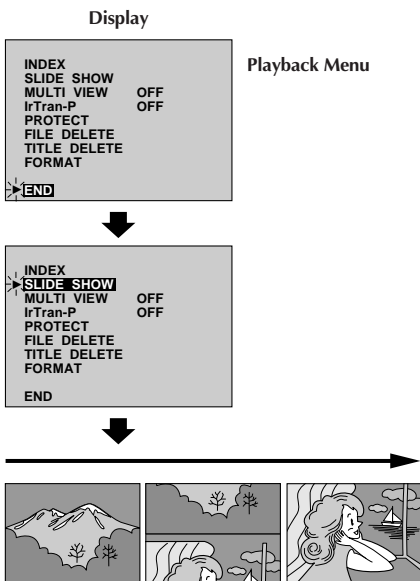 Display
Playback Menu
INDEX
SLIDE SHOW
MULTI VIEW OFF
IrTran-P OFF
PROTECT
FILE DELETE
TITLE DELETE
FORMAT
END
INDEX
SLIDE SHOW
MULTI VIEW OFF
IrTran-P OFF
PROTECT
FILE DELETE
TITLE DELETE
FORMAT
END